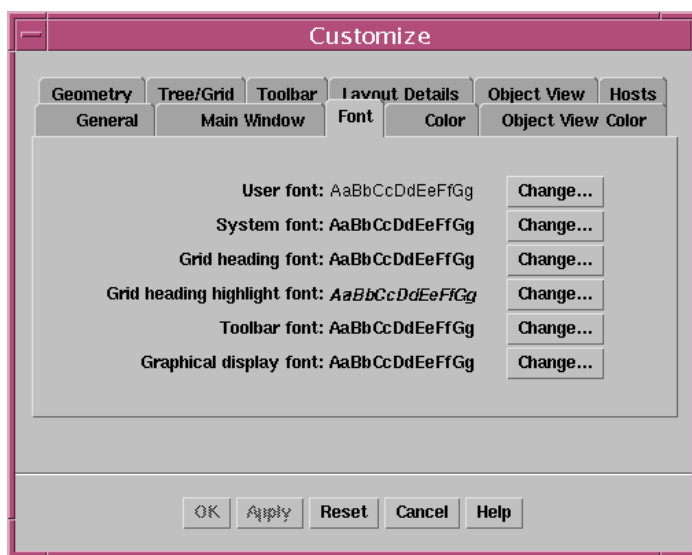 Customize
Geometry Tree/Grid Toolbar Layout Details Object View Hosts
General Main Window Font Color Object View Color
User font: AaBbCcDdEeFfGg Change...
System font: AaBbCcDdEeFfGg Change...
Grid heading font: AaBbCcDdEeFfGg Change...
Grid heading highlight font: AaBbCcDdEeFfGg Change...
Toolbar font: AaBbCcDdEeFfGg Change...
Graphical display font: AaBbCcDdEeFfGg Change...
OK Apply Reset Cancel Help